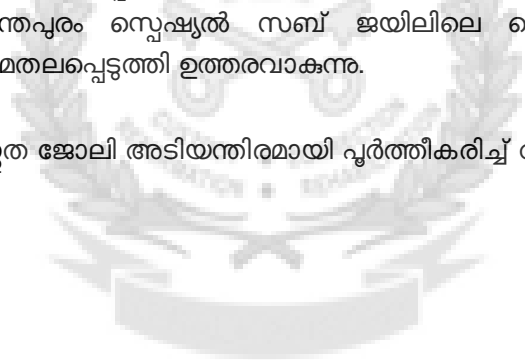 ന്തപുരം സ്പെഷ്യൽ സബ് ജയിലിലെ
മതലപ്പെടുത്തി ഉത്തരവാകുന്നു.
ജോലി അടിയന്തിരമായി പൂർത്തീകരിച്ച്